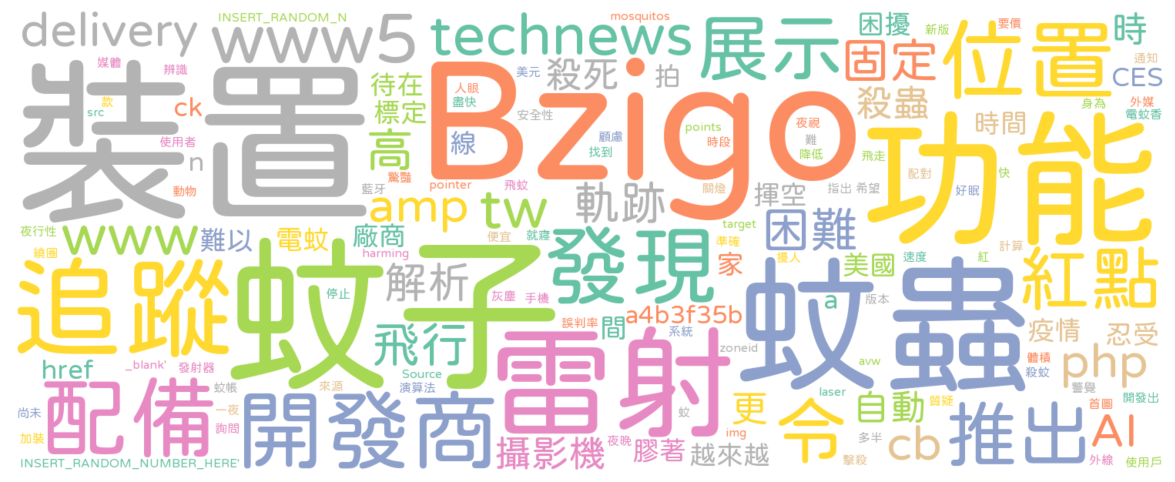 INSERT_RANDOM_N
mosquitos
delivery
www5
technews
展示
困擾
新版
要價
時
媒體
辨識
待在
標定
美元
殺死
拍
固定
位置
通知
CES
款
src
ck
人眼
盡快
安全性
殺蟲
身為
外媒
電蚊香
裝置
使用者
n
高
線
Bzigo
顧慮
找到
points
夜視
時段
難
降低
時間
功能
飛走
配對
好眠
快
動物
驚豔
藍牙
pointer
飛蚊
關燈
揮空
指出
希望
amp
tw
軌跡
target
困難
計算
夜行性
鏡圈
www
難以
電蚊
廠商
harming
便宜
就寢
發現
準確
家
擾人
美國
速度
紅
紅點
追蹤
蚊子
停止
解析
灰塵
手機
誤判率
間
a4b3f35b
系統
a
版本
蚊蟲
疫情
忍受
href
_blank'
發射器
飛行
Source
演算法
雷射
zoneid
avw
體積
殺蚊
php
警覺
尚未
配備
蚊帳
一夜
詢問
來源
開發商
laser
更
令
自動
質疑
首圖
開發出
加裝
img
cb
推出
AI
INSERT_RANDOM_NUMBER_HERE'
攝影機
夜晚
膠著
蚊
越來越
多半
擊殺
外線
使用戶